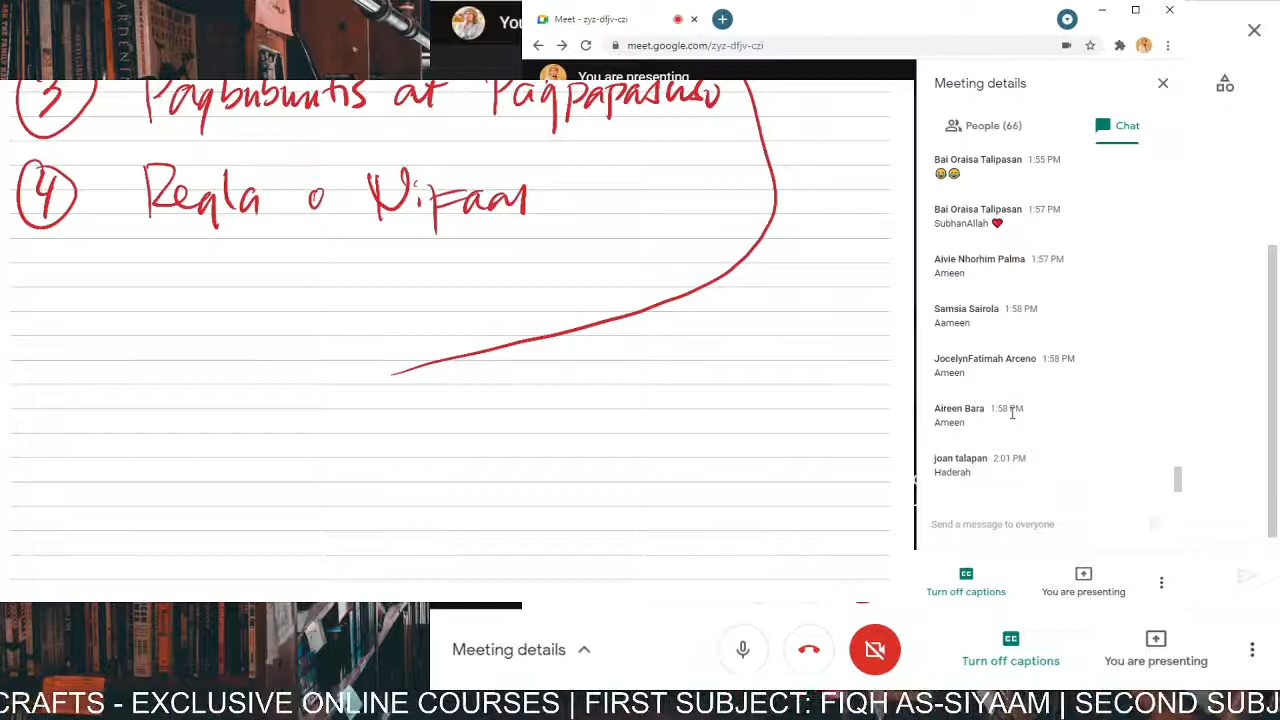 You
Meet - zyz-dfjv-czi
meet.google.com/zyz-dfjv-czi
You are presenting
3 Pagbubuntis at Pagpapasuso
4 Regla o Nifaas
Meeting details
People (66)
Chat
Bai Oraisa Talipasan 1:55 PM
😂😂
Bai Oraisa Talipasan 1:57 PM
SubhanAllah ❤
Aivie Nhorhim Palma 1:57 PM
Ameen
Samsia Sairola 1:58 PM
Aameen
JocelynFatimah Arceno 1:58 PM
Ameen
Aireen Bara 1:58 PM
Ameen
joan talapan 2:01 PM
Haderah
Send a message to everyone
CC
Turn off captions
You are presenting
Meeting details
CC
Turn off captions
You are presenting
CRAFTS - EXCLUSIVE ONLINE COURSES | FIRST SUBJECT: FIQH AS-SIYAAM | SECOND SUBJ